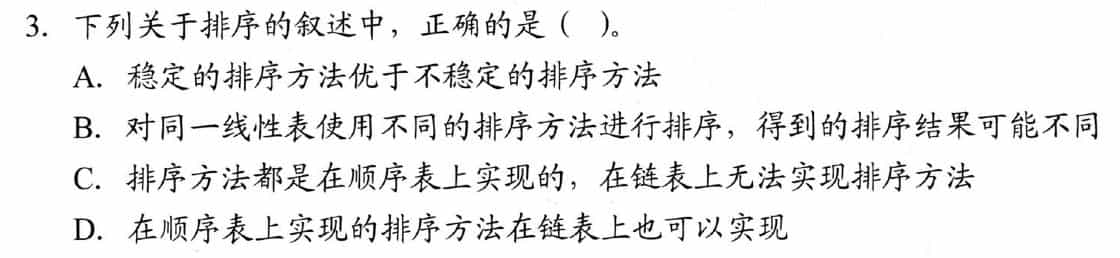 3. 下列关于排序的叙述中，正确的是（ ）。
A. 稳定的排序方法优于不稳定的排序方法
B. 对同一线性表使用不同的排序方法进行排序，得到的排序结果可能不同
C. 排序方法都是在顺序表上实现的，在链表上无法实现排序方法
D. 在顺序表上实现的排序方法在链表上也可以实现